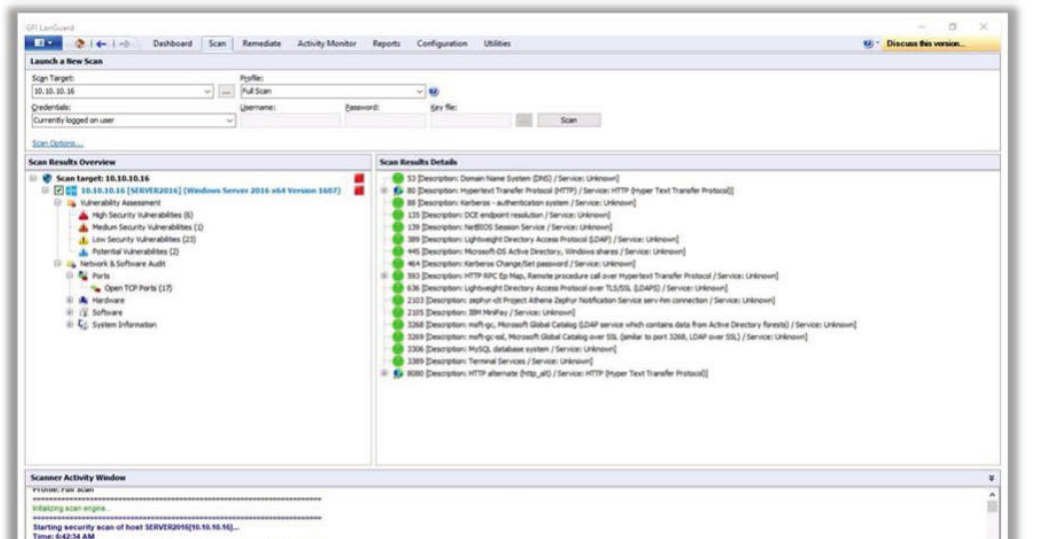 GFI LanGuard
Dashboard Scan Remediate Activity Monitor Reports Configuration Utilities Discuss this version...
Launch a New Scan
Scan Target: Profile:
10.10.10.16 ... Full Scan
Credentials: Username: Password: Key file:
Currently logged on user ... Scan
Scan Options...
Scan Results Overview
Scan target: 10.10.10.16
10.10.10.16 [SERVER2016] (Windows Server 2016 x64 Version 1607)
Vulnerability Assessment
High Security Vulnerabilities (6)
Medium Security Vulnerabilities (1)
Low Security Vulnerabilities (23)
Potential Vulnerabilities (2)
Network & Software Audit
Ports
Open TCP Ports (17)
Hardware
Software
System Information
Scan Results Details
53 [Description: Domain Name System (DNS) / Service: Unknown]
80 [Description: Hypertext Transfer Protocol (HTTP) / Service: HTTP (Hyper Text Transfer Protocol)]
88 [Description: Kerberos - authentication system / Service: Unknown]
135 [Description: DCE endpoint resolution / Service: Unknown]
139 [Description: NetBIOS Session Service / Service: Unknown]
389 [Description: Lightweight Directory Access Protocol (LDAP) / Service: Unknown]
445 [Description: Microsoft-DS Active Directory, Windows shares / Service: Unknown]
464 [Description: Kerberos Change/Set password / Service: Unknown]
593 [Description: HTTP RPC Ep Map, Remote procedure call over Hypertext Transfer Protocol / Service: Unknown]
636 [Description: Lightweight Directory Access Protocol over TLS/SSL (LDAPS) / Service: Unknown]
2103 [Description: zephyr-clt Project Athena Zephyr Notification Service serv-hm connection / Service: Unknown]
2105 [Description: IBM MiniPay / Service: Unknown]
3268 [Description: msft-gc, Microsoft Global Catalog (LDAP service which contains data from Active Directory forests) / Service: Unknown]
3269 [Description: msft-gc-ssl, Microsoft Global Catalog over SSL (similar to port 3268, LDAP over SSL) / Service: Unknown]
3306 [Description: MySQL database system / Service: Unknown]
3389 [Description: Terminal Services / Service: Unknown]
8080 [Description: HTTP alternate (http_alt) / Service: HTTP (Hyper Text Transfer Protocol)]
Scanner Activity Window
Profile: Full Scan
Initializing scan engine...
Starting security scan of host SERVER2016[10.10.10.16]...
Time: 6:42:34 AM